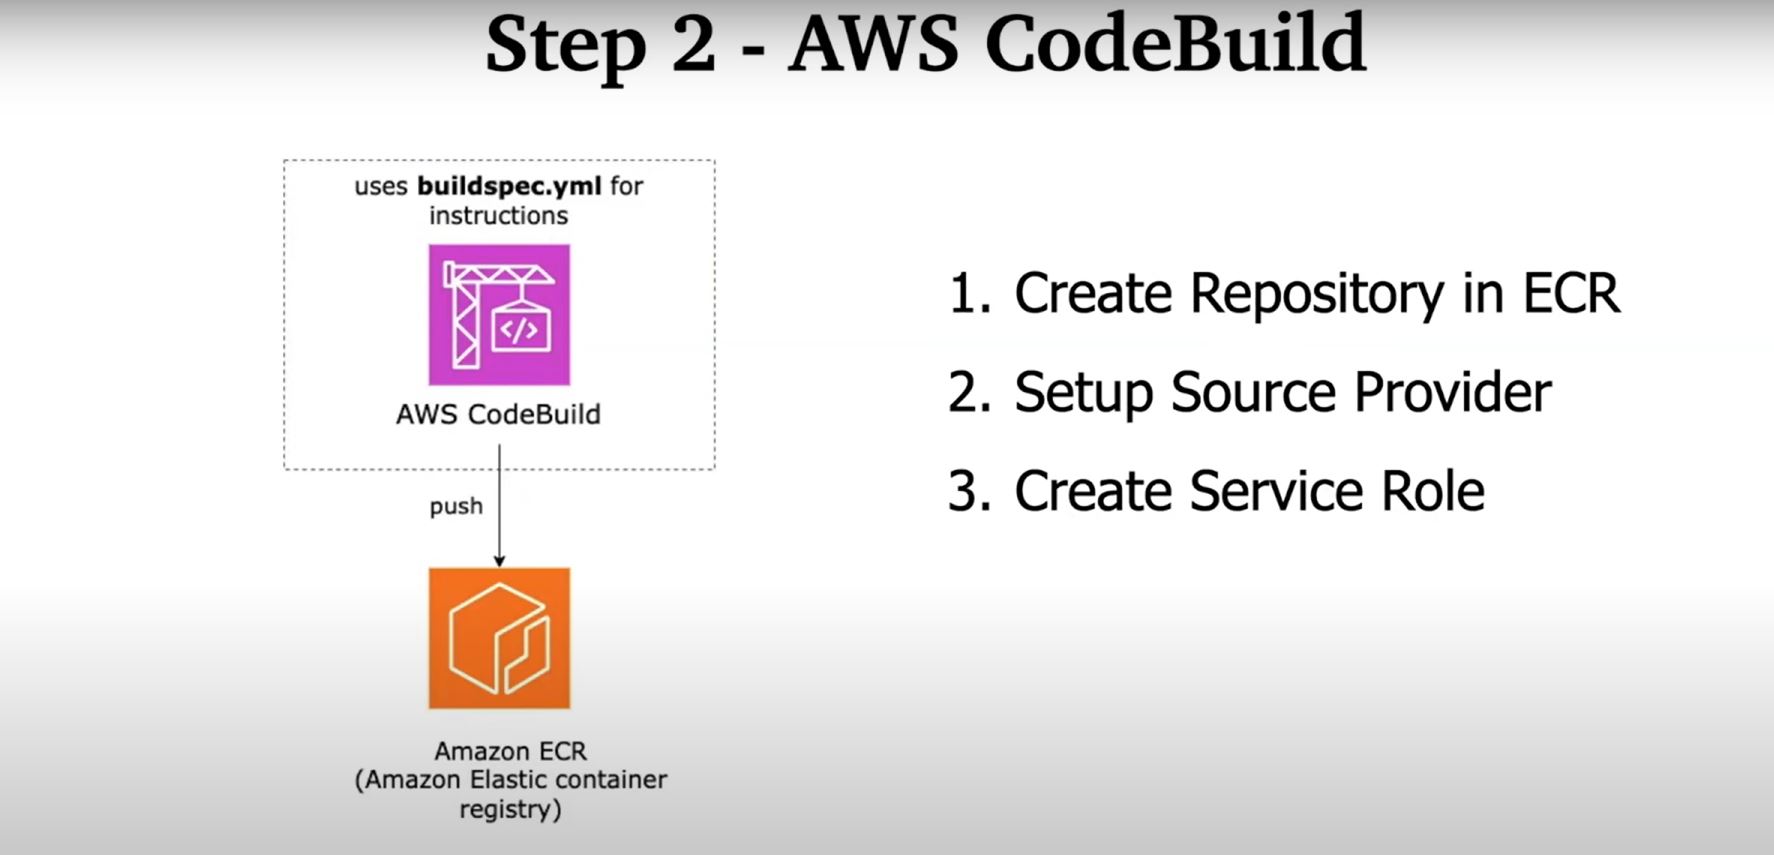 Step 2 - AWS CodeBuild
uses buildspec.yml for
instructions
</>
AWS CodeBuild
push
Amazon ECR
(Amazon Elastic container
registry)
1. Create Repository in ECR
2. Setup Source Provider
3. Create Service Role